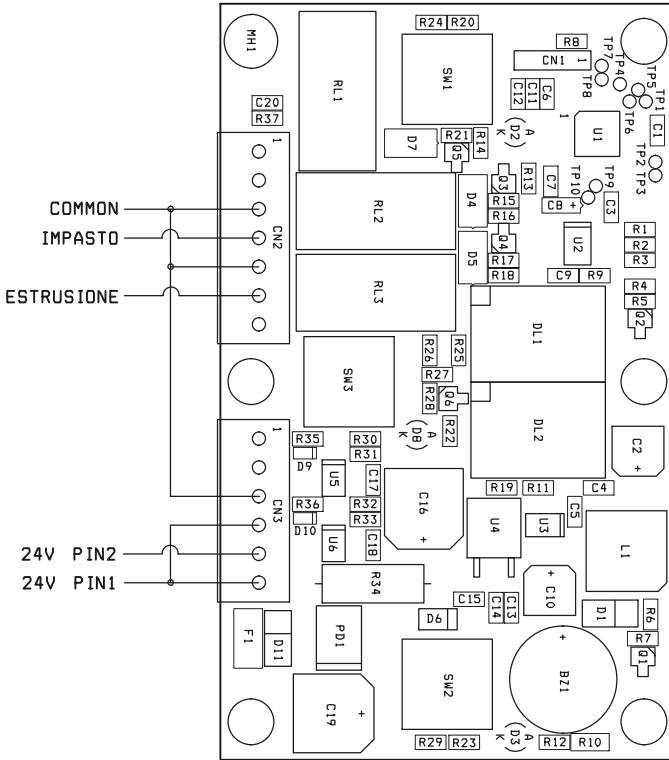 R24 R20
R8
MH1
CN1 1
TP7
TP4
TP8
TP5
TP1
TP6
RL1
SW1
C20
R37
C12
C11
C6
A
D2
K
1
U1
C1
1
D7
R21
R14
Q5
TP2
TP3
R13
C7
TP9
TP10
COMMON
RL2
D4
Q3
R15
R16
C8 +
C3
IMPASTO
CN2
Q4
U2
R1
R2
R3
R17
R18
D5
C9 R9
ESTRUSIONE
RL3
R4
R5
Q2
DL1
R26
R25
SW3
R27
R28
Q6
DL2
A
D8
K
R22
C2
+
1
R35
D9
R30
R31
U5
C17
R19 R11
C4
CN3
R36
D10
R32
R33
C16
+
U4
U3
C5
L1
24V PIN2
U6
C18
24V PIN1
R34
C15
C14
C13
C10
+
D1
R6
F1
D11
PD1
D6
R7
Q1
+
BZ1
SW2
C19
+
A
D3
K
R29 R23
R12 R10